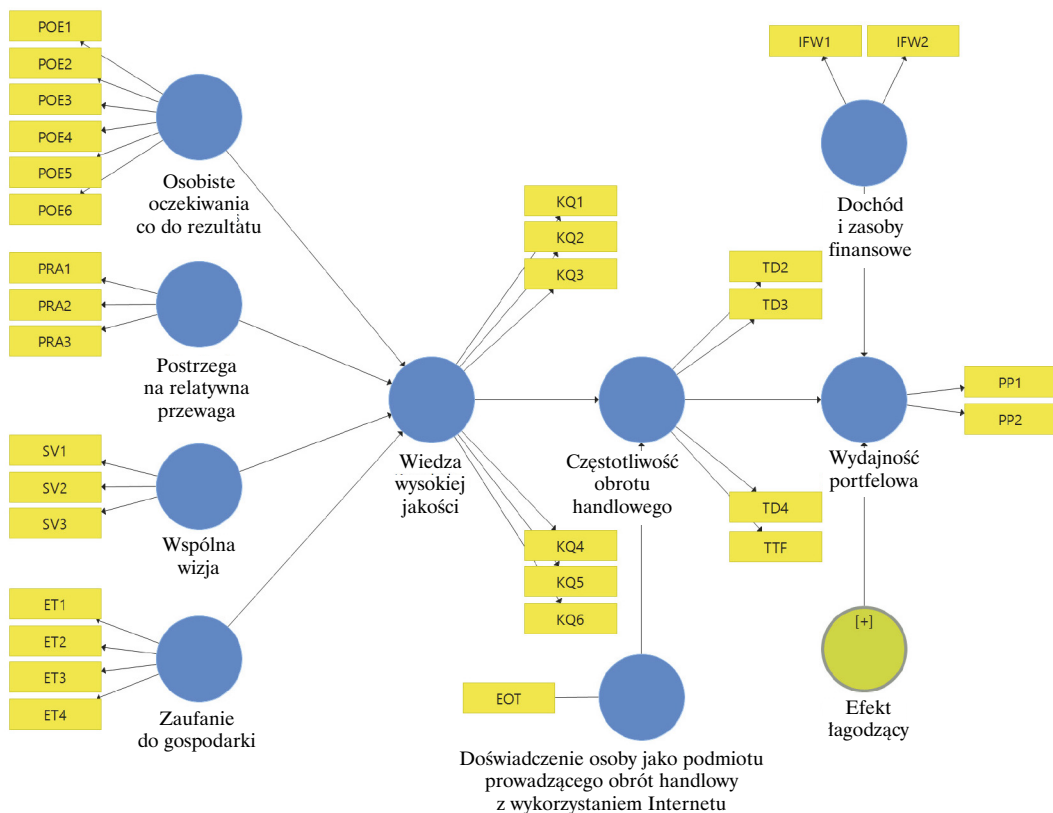 POE1
POE2
POE3
POE4
POE5
POE6
Osobiste
oczekiwania
co do rezultatu
PRA1
PRA2
PRA3
Postrzega
na relatywna
przewaga
SV1
SV2
SV3
Wspólna
wizja
ET1
ET2
ET3
ET4
Zaufanie
do gospodarki
KQ1
KQ2
KQ3
Wiedza
wysokiej
jakości
KQ4
KQ5
KQ6
EOT
Doświadczenie osoby jako podmiotu
prowadzącego obrót handlowy
z wykorzystaniem Internetu
TD2
TD3
Częstotliwość
obrotu
handlowego
TD4
TTF
IFW1
IFW2
Dochód
i zasoby
finansowe
PP1
PP2
Wydajność
portfelowa
[+]
Efekt
łagodzący